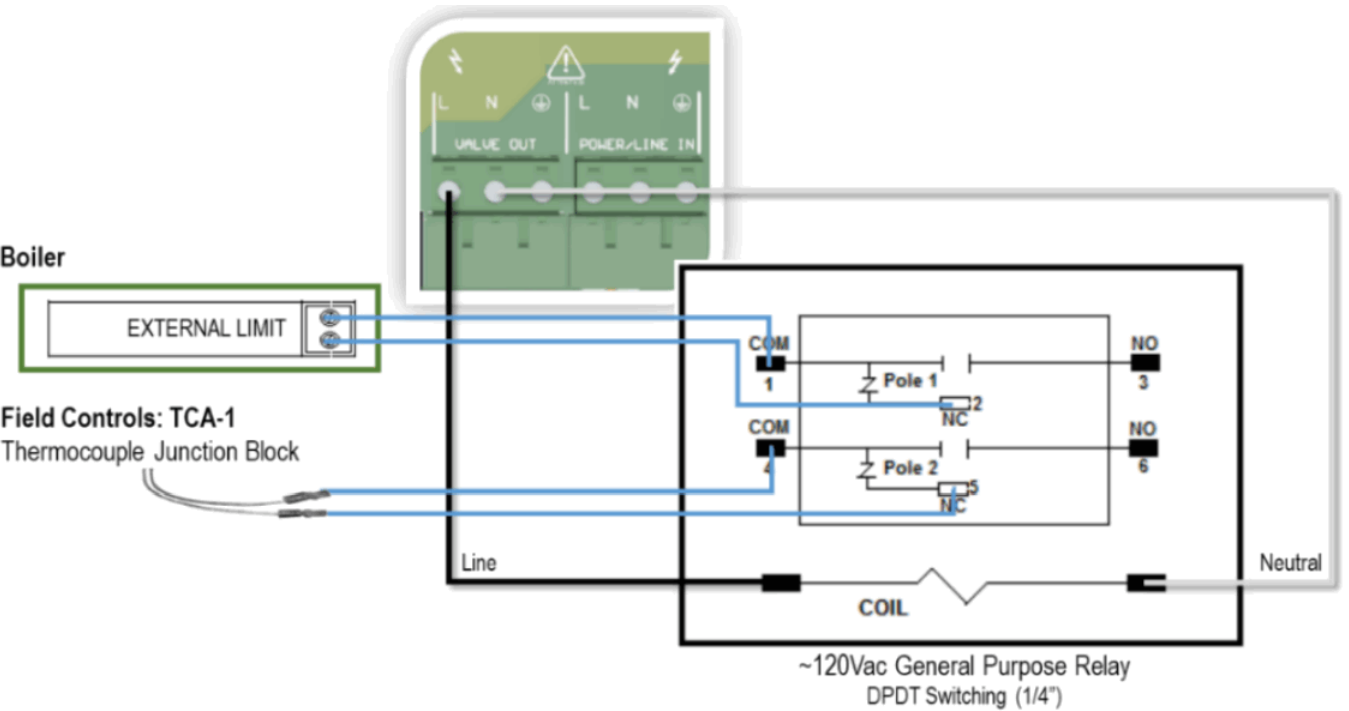 L N L N
VALVE OUT POWER/LINE IN
Boiler
EXTERNAL LIMIT
Field Controls: TCA-1
Thermocouple Junction Block
COM
1
Pole 1
2
NC
NO
3
COM
4
Pole 2
5
NC
NO
6
Line
COIL
Neutral
~120Vac General Purpose Relay
DPDT Switching (1/4")